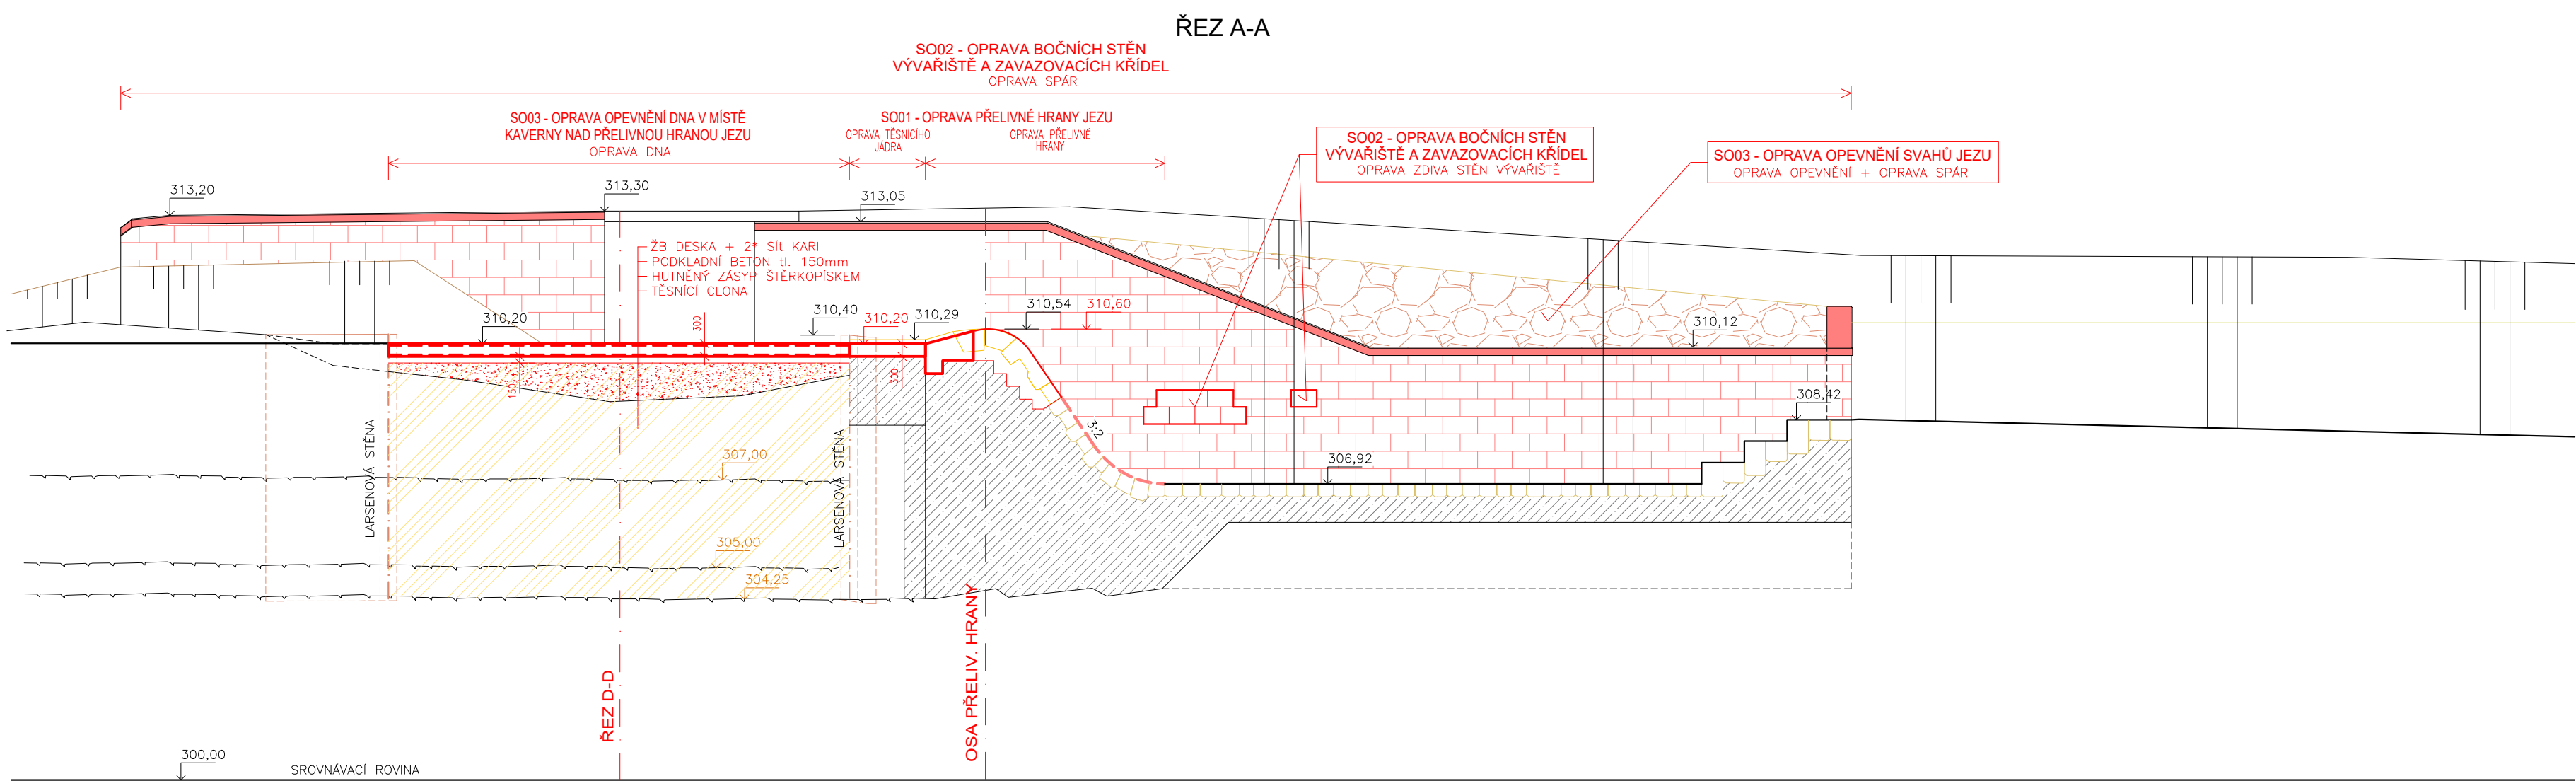 ŘEZ A-A
SO02 - OPRAVA BOČNÍCH STĚN
VÝVAŘIŠTĚ A ZAVAZOVACÍCH KŘÍDEL
OPRAVA SPÁR
SO03 - OPRAVA OPEVNĚNÍ DNA V MÍSTĚ
KAVERNY NAD PŘELIVNOU HRANOU JEZU
OPRAVA DNA
SO01 - OPRAVA PŘELIVNÉ HRANY JEZU
OPRAVA TĚSNÍCÍHO
JÁDRA
OPRAVA PŘELIVNÉ
HRANY
SO02 - OPRAVA BOČNÍCH STĚN
VÝVAŘIŠTĚ A ZAVAZOVACÍCH KŘÍDEL
OPRAVA ZDIVA STĚN VÝVAŘIŠTĚ
SO03 - OPRAVA OPEVNĚNÍ SVAHŮ JEZU
OPRAVA OPEVNĚNÍ + OPRAVA SPÁR
313,20
313,30
313,05
ŽB DESKA + 2* Sít KARI
PODKLADNÍ BETON tl. 150mm
HUTNĚNÝ ZÁSYP ŠTĚRKOPÍSKEM
TĚSNÍCÍ CLONA
310,20
300
310,40
310,20
310,29
310,54
310,60
310,12
150
300
308,42
3:2
LARSENOVÁ STĚNA
LARSENOVÁ STĚNA
307,00
306,92
305,00
304,25
ŘEZ D-D
OSA PŘELIV. HRANY
300,00
SROVNÁVACÍ ROVINA